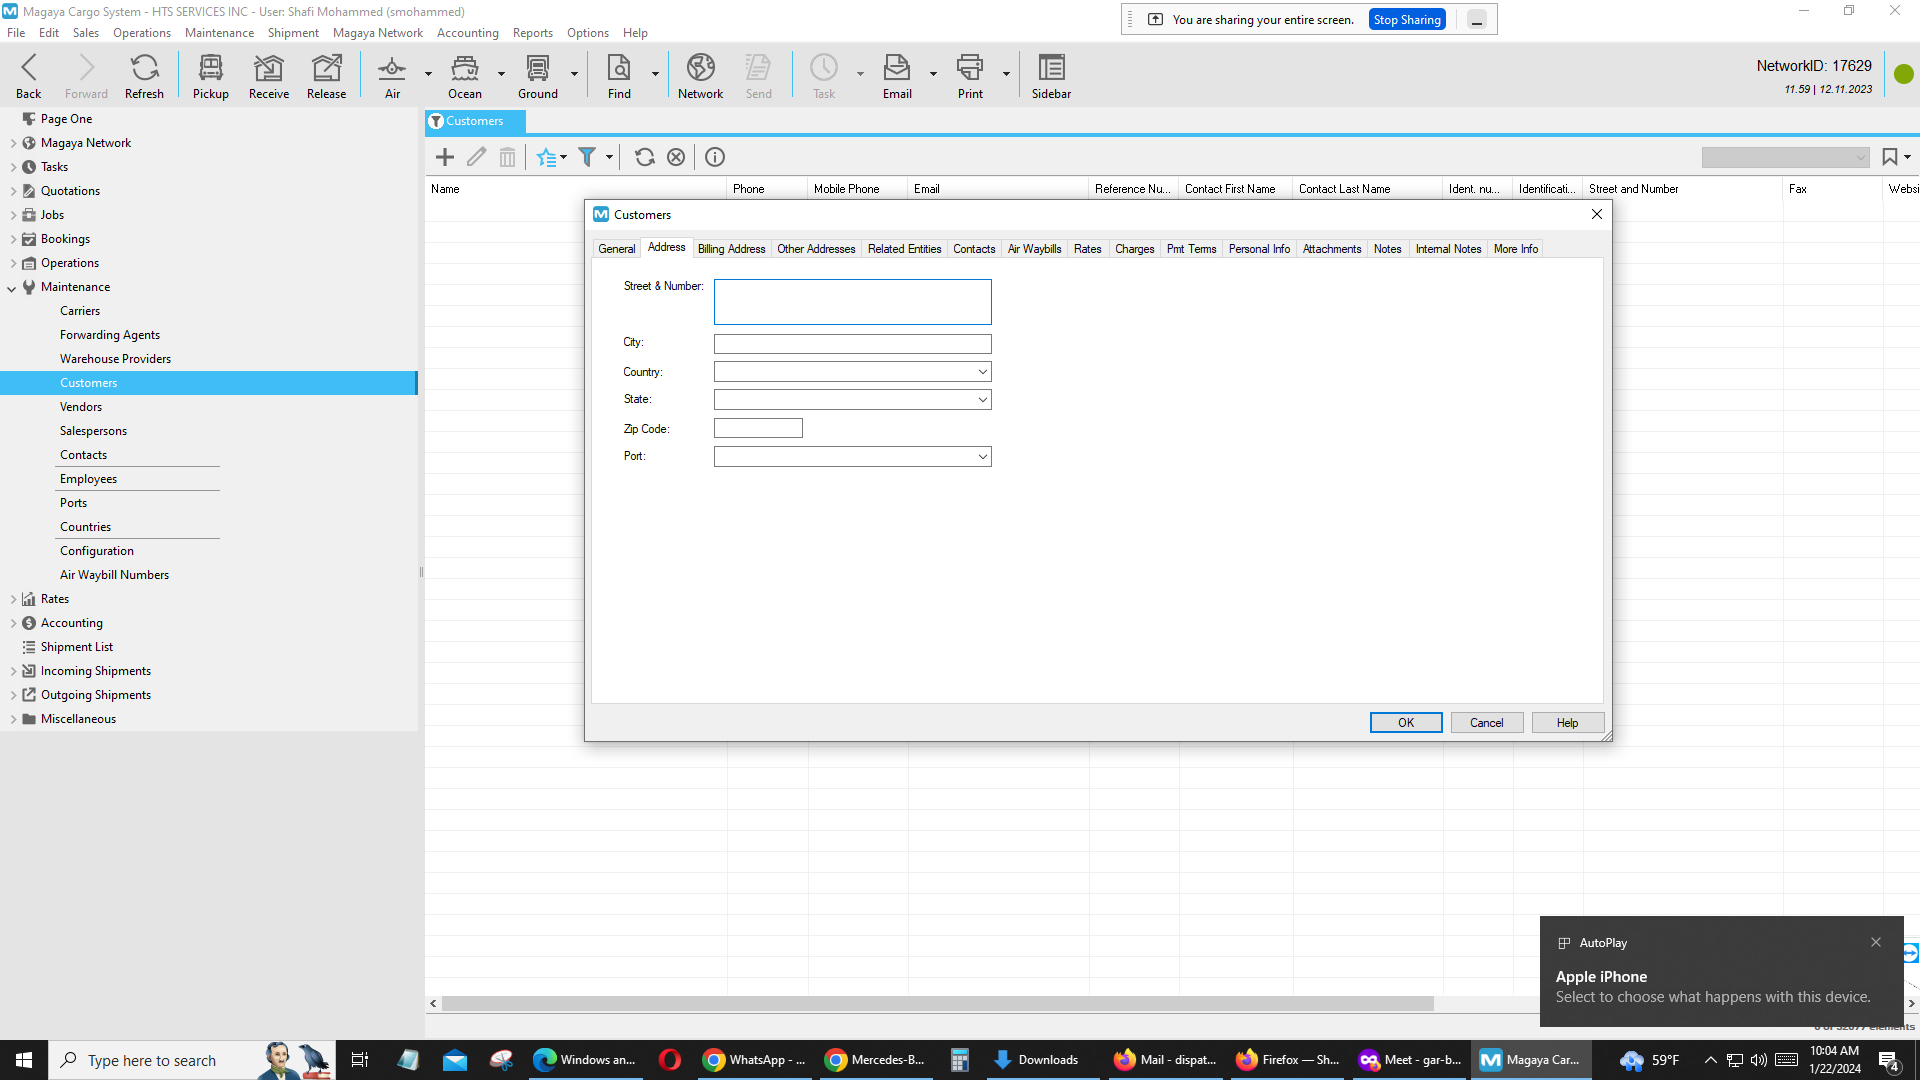 Magaya Cargo System - HTS SERVICES INC - User: Shafi Mohammed (smohammed)
You are sharing your entire screen. Stop Sharing
File Edit Sales Operations Maintenance Shipment Magaya Network Accounting Reports Options Help
Back Forward Refresh Pickup Receive Release Air Ocean Ground Find Network Send Task Email Print Sidebar
NetworkID: 17629
11.59 | 12.11.2023
Page One
Magaya Network
Tasks
Quotations
Jobs
Bookings
Operations
Maintenance
Carriers
Forwarding Agents
Warehouse Providers
Customers
Vendors
Salespersons
Contacts
Employees
Ports
Countries
Configuration
Air Waybill Numbers
Rates
Accounting
Shipment List
Incoming Shipments
Outgoing Shipments
Miscellaneous
Customers
Name Phone Mobile Phone Email Reference Nu... Contact First Name Contact Last Name Ident. nu... Identificati... Street and Number Fax Websi
Customers
General Address Billing Address Other Addresses Related Entities Contacts Air Waybills Rates Charges Pmt Terms Personal Info Attachments Notes Internal Notes More Info
Street & Number:
City:
Country:
State:
Zip Code:
Port:
OK Cancel Help
AutoPlay
Apple iPhone
Select to choose what happens with this device.
Type here to search
Windows an...
WhatsApp - ...
Mercedes-B...
Downloads
Mail - dispat...
Firefox — Sh...
Meet - gar-b...
Magaya Car...
59°F
10:04 AM
1/22/2024
4